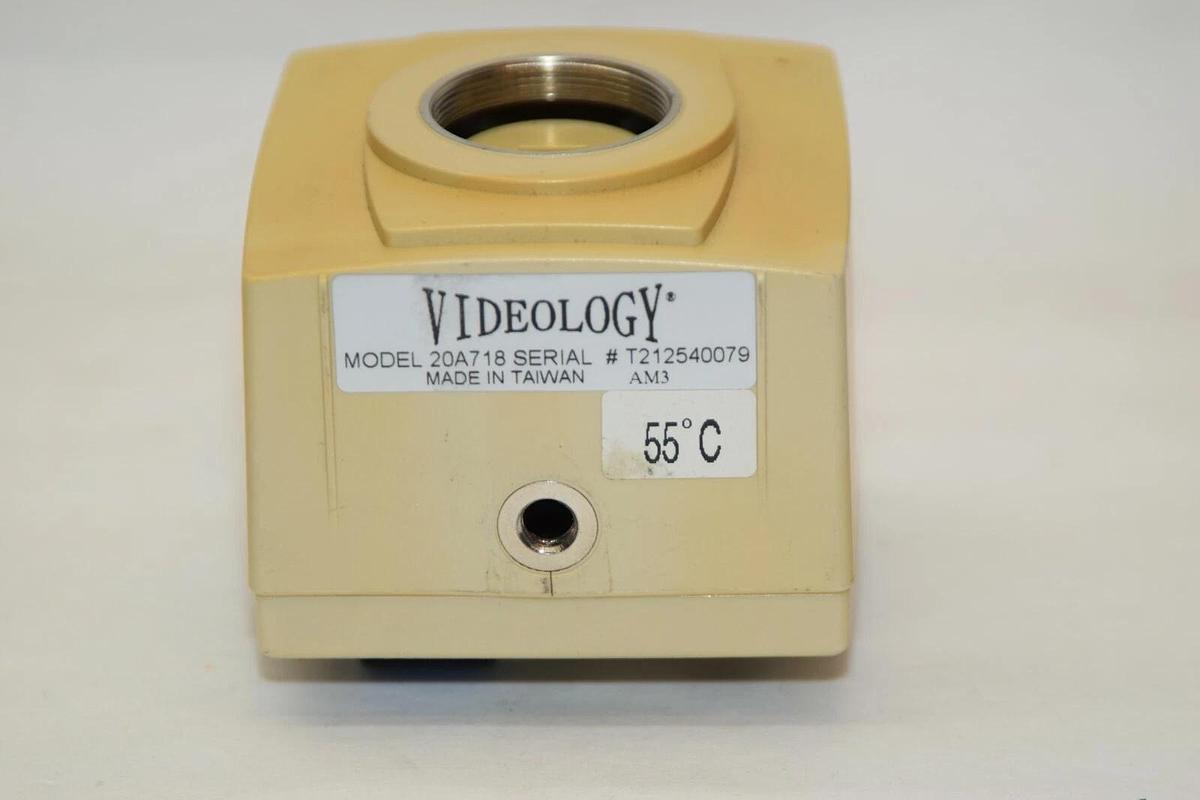 VIDEOLOGY®
MODEL 20A718 SERIAL # T212540079
MADE IN TAIWAN AM3
55°C